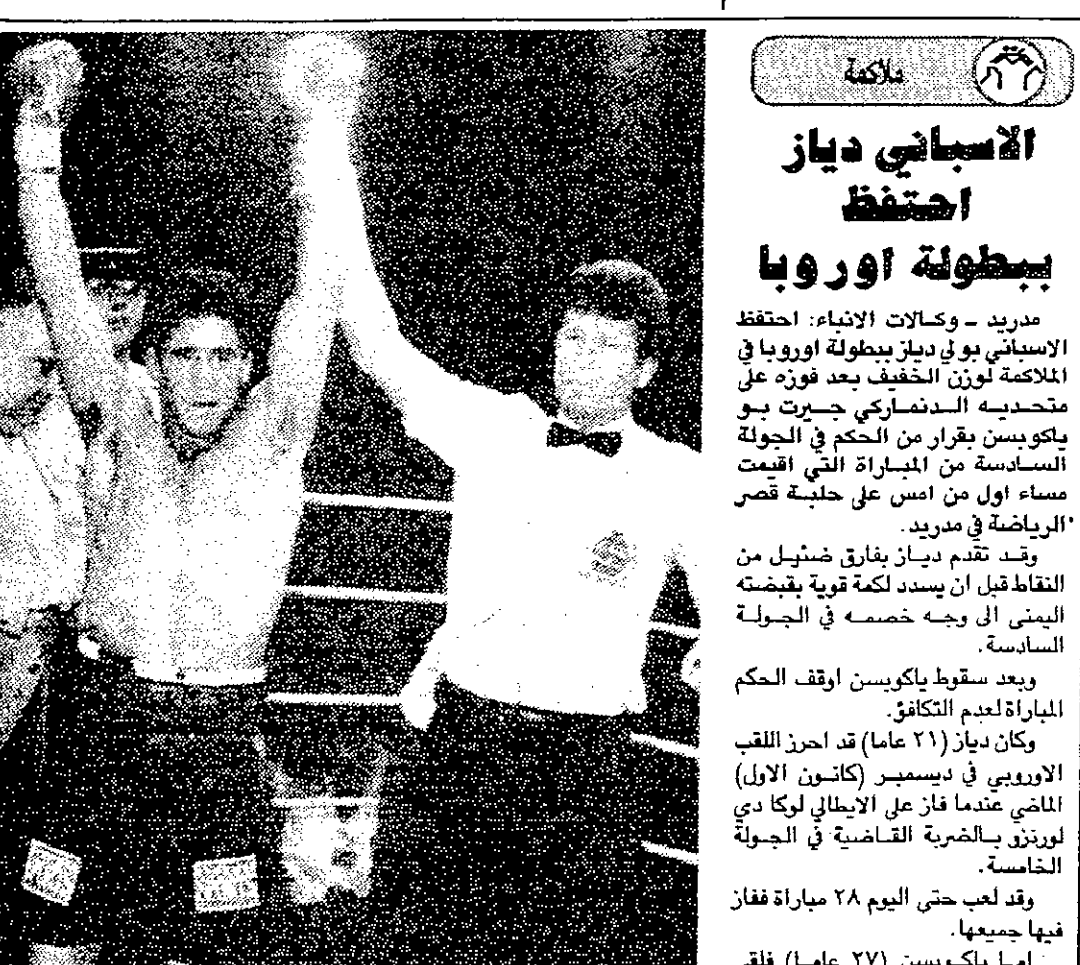 ملاكمة
الاسباني دياز
احتفظ
ببطولة اوروبا
مدريد ـ وكالات الانباء: احتفظ
الاسباني بولي دياز ببطولة اوروبا في
الملاكمة لوزن الخفيف بعد فوزه على
متحديه الدنماركي جيرت بو
ياكوبسن بقرار من الحكم في الجولة
السادسة من المباراة التي اقيمت
مساء اول من امس على حلبة قصر
الرياضة في مدريد.
وقد تقدم دياز بفارق ضئيل من
النقاط قبل ان يسدد لكمة قوية بقبضته
اليمنى الى وجه خصمه في الجولة
السادسة.
وبعد سقوط ياكوبسن اوقف الحكم
المباراة لعدم التكافؤ.
وكان دياز (٢١ عاما) قد احرز اللقب
الاوروبي في ديسمبر (كانون الاول)
الماضي عندما فاز على الايطالي لوكا دي
لورنزو بالضربة القاضية في الجولة
الخامسة.
وقد لعب حتى اليوم ٢٨ مباراة ففاز
فيها جميعها.
اما ياكوبسن (٢٧ عاما) فلقي